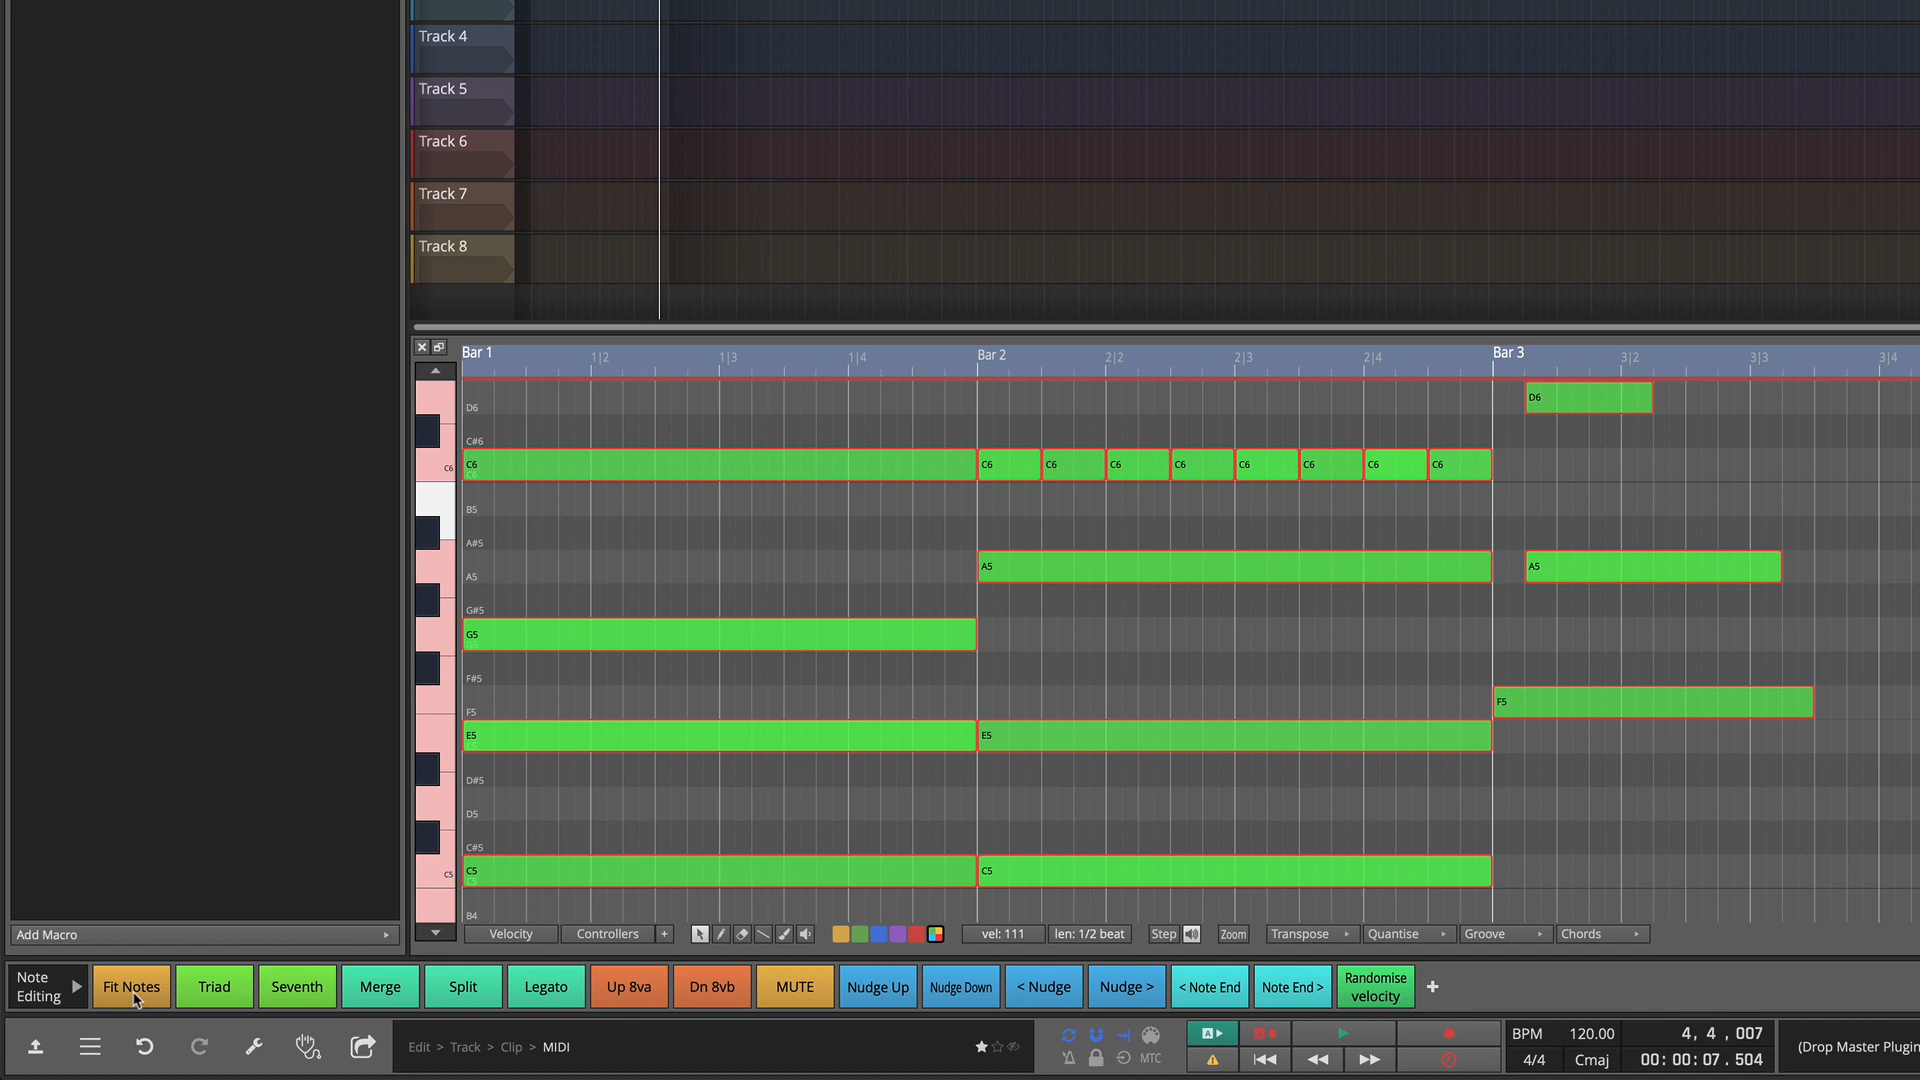 Track 4
Track 5
Track 6
Track 7
Track 8
Bar 1 1|2 1|3 1|4 Bar 2 2|2 2|3 2|4 Bar 3 3|2 3|3 3|4
D6
D6
C#6
C6 C6 C6 C6 C6 C6 C6 C6 C6 C6
C6
B5
A#5
A5 A5
A5
G#5
G5
G5
F#5
F5
F5
E5 E5
D#5
D5
C#5
C5 C5 C5
C5
B4
Add Macro Velocity Controllers + vel: 111 len: 1/2 beat Step Zoom Transpose Quantise Groove Chords
Note Editing Fit Notes Triad Seventh Merge Split Legato Up 8va Dn 8vb MUTE Nudge Up Nudge Down < Nudge Nudge > < Note End Note End > Randomise velocity +
Edit > Track > Clip > MIDI MTC A A BPM 120.00 4, 4 , 007
4/4 Cmaj 00: 00: 07 . 504
(Drop Master Plugin